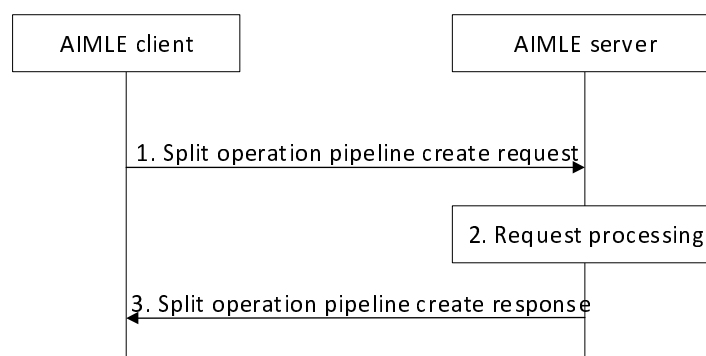 AIMLE client
AIMLE server
1. Split operation pipeline create request
2. Request processing
3. Split operation pipeline create response